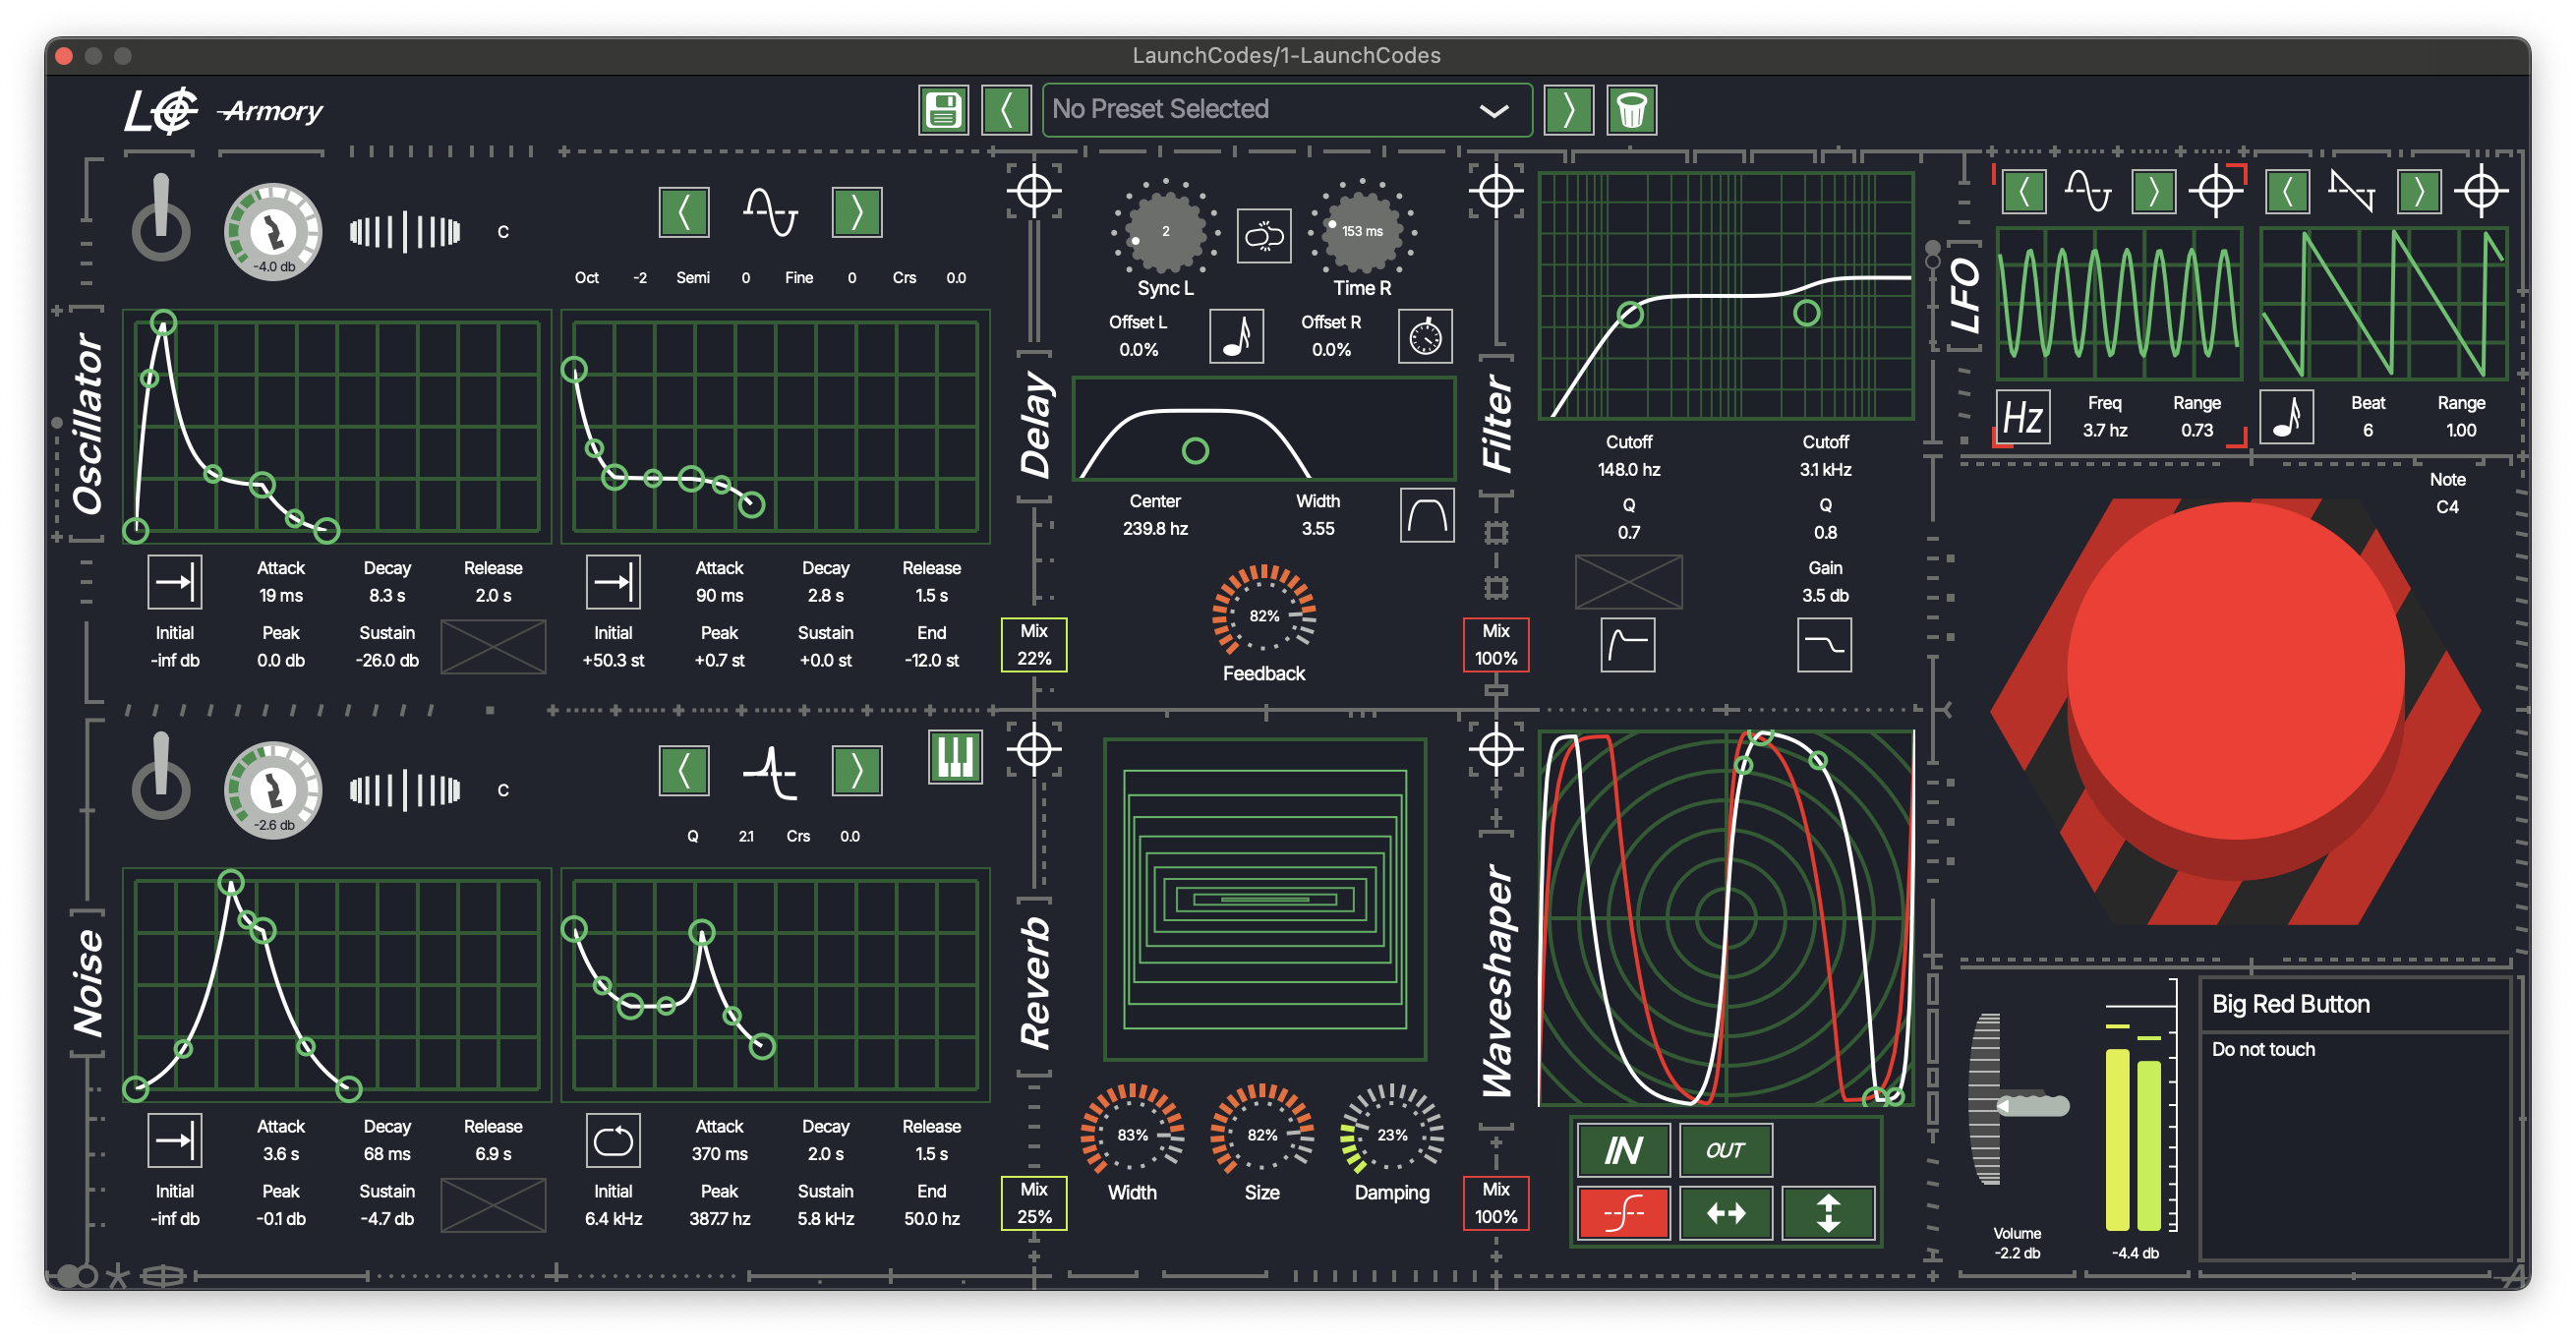 LaunchCodes/1-LaunchCodes
LC Armory
No Preset Selected
Oscillator
-4.0 db
C
Oct -2 Semi 0 Fine 0 Crs 0.0
Attack Decay Release
19 ms 8.3 s 2.0 s
Initial Peak Sustain
-inf db 0.0 db -26.0 db
Attack Decay Release
90 ms 2.8 s 1.5 s
Initial Peak Sustain End
+50.3 st +0.7 st +0.0 st -12.0 st
Noise
-2.6 db
C
Q 2.1 Crs 0.0
Attack Decay Release
3.6 s 68 ms 6.9 s
Initial Peak Sustain
-inf db -0.1 db -4.7 db
Attack Decay Release
370 ms 2.0 s 1.5 s
Initial Peak Sustain End
6.4 kHz 387.7 hz 5.8 kHz 50.0 hz
Delay
2
153 ms
Sync L Time R
Offset L Offset R
0.0% 0.0%
Center Width
239.8 hz 3.55
82%
Feedback
Mix
22%
Reverb
83% 82% 23%
Width Size Damping
Mix
25%
Filter
Cutoff Cutoff
148.0 hz 3.1 kHz
Q Q
0.7 0.8
Gain
3.5 db
Mix
100%
Waveshaper
IN OUT
Mix
100%
LFO
Hz
Freq Range
3.7 hz 0.73
Beat Range
6 1.00
Note
C4
Volume
-2.2 db
-4.4 db
Big Red Button
Do not touch